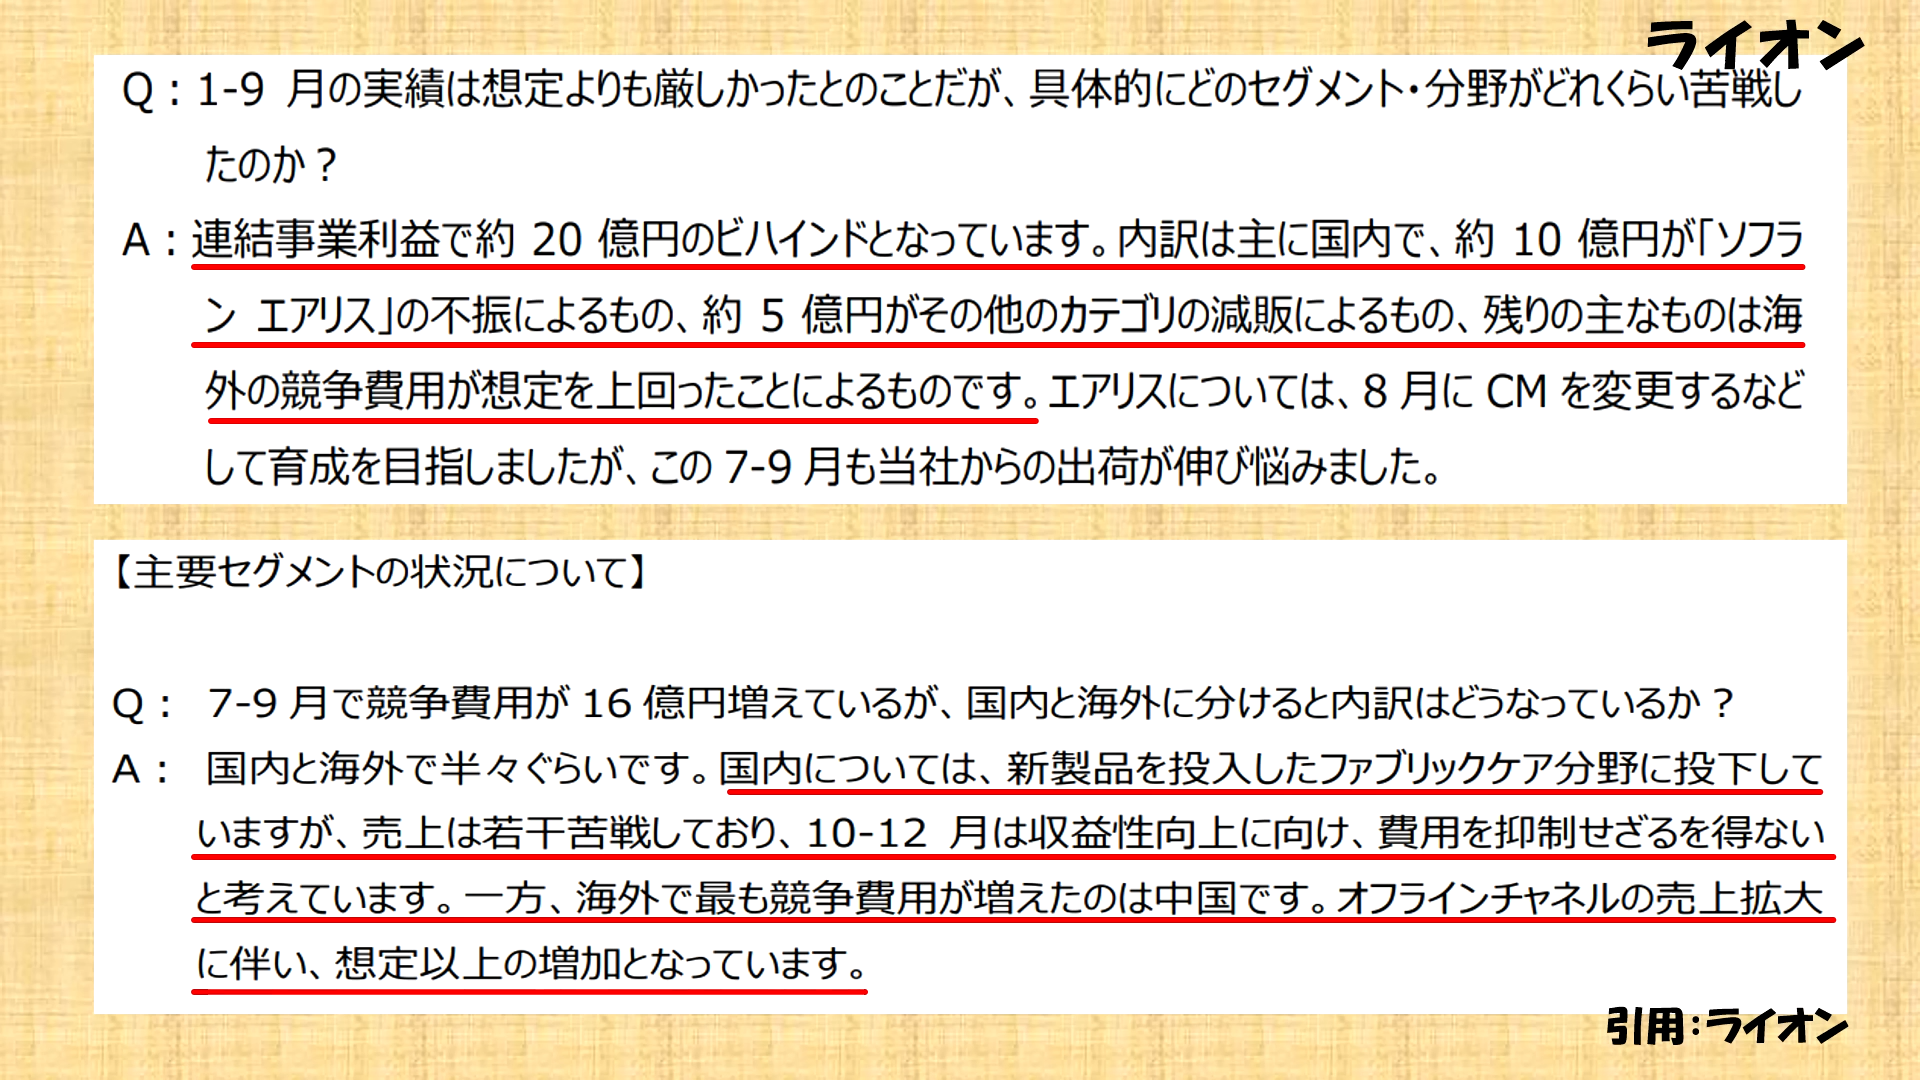 ライオン
Q：1-9 月の実績は想定よりも厳しかったとのことだが、具体的にどのセグメント・分野がどれくらい苦戦し
たのか？
A：連結事業利益で約 20 億円のビハインドとなっています。内訳は主に国内で、約 10 億円が「ソフラ
ン エアリス」の不振によるもの、約 5 億円がその他のカテゴリの減販によるもの、残りの主なものは海
外の競争費用が想定を上回ったことによるものです。エアリスについては、8 月に CM を変更するなど
して育成を目指しましたが、この 7-9 月も当社からの出荷が伸び悩みました。
【主要セグメントの状況について】
Q： 7-9 月で競争費用が 16 億円増えているが、国内と海外に分けると内訳はどうなっているか？
A： 国内と海外で半々ぐらいです。国内については、新製品を投入したファブリックケア分野に投下して
いますが、売上は若干苦戦しており、10-12 月は収益性向上に向け、費用を抑制せざるを得ない
と考えています。一方、海外で最も競争費用が増えたのは中国です。オフラインチャネルの売上拡大
に伴い、想定以上の増加となっています。
引用：ライオン